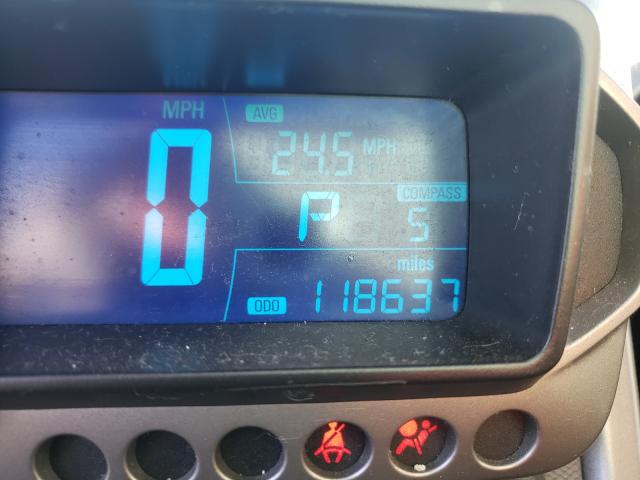 MPH
AVG
24.5 MPH
0
COMPASS
P S
miles
ODO 118637